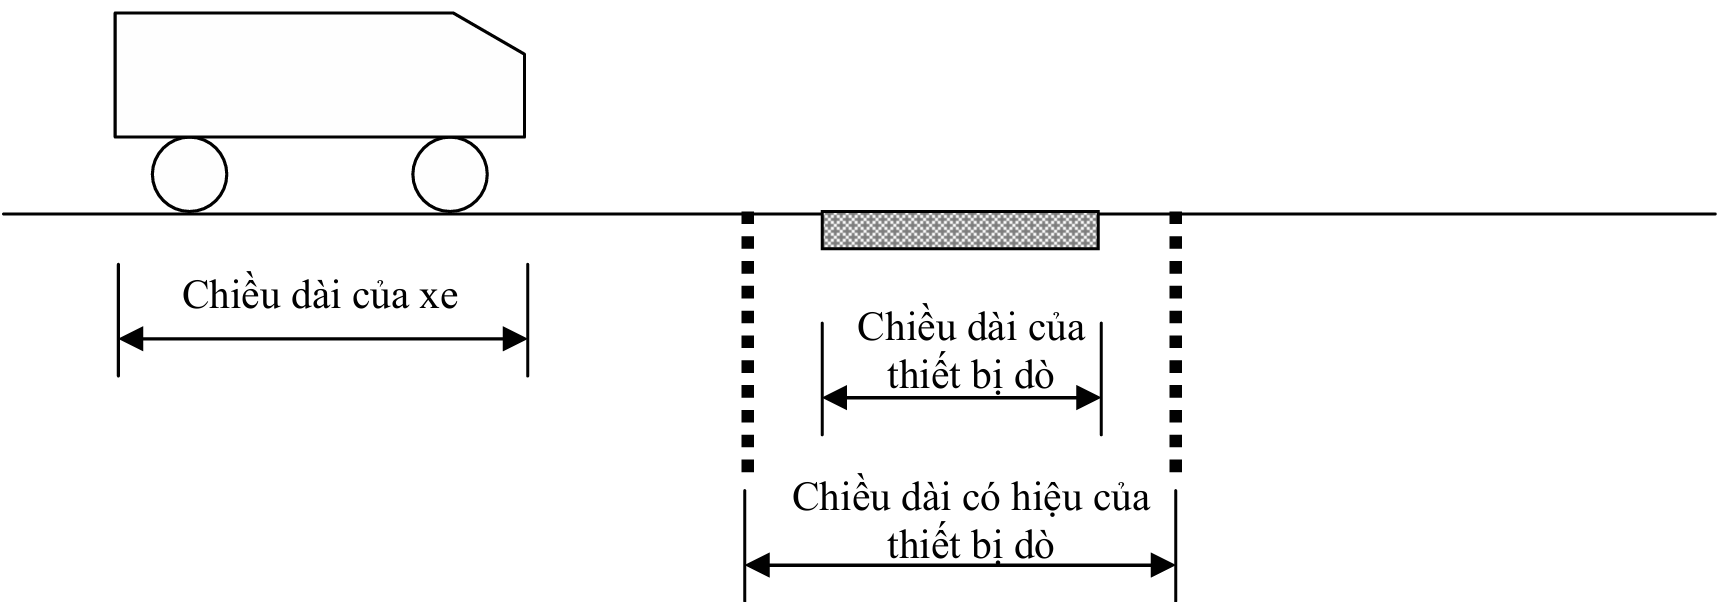 Chiều dài của xe
Chiều dài của
thiết bị dò
Chiều dài có hiệu của
thiết bị dò